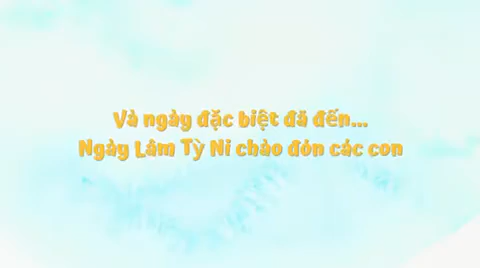 Và ngày đặc biệt đã đến...
Ngày Lâm Tỳ Ni chào đón các con